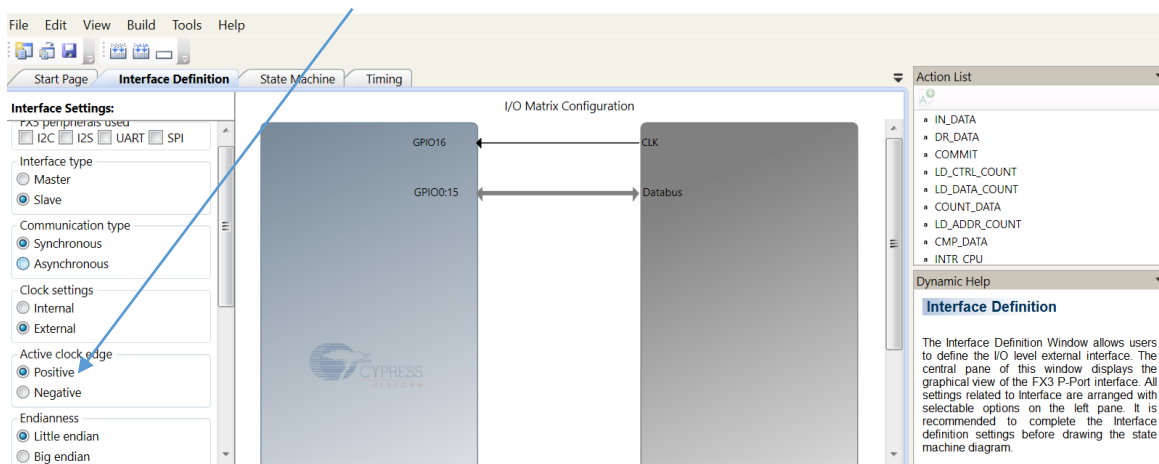 File Edit View Build Tools Help
Start Page Interface Definition State Machine Timing
Interface Settings:
FX3 peripherals used
I2C I2S UART SPI
Interface type
Master
Slave
Communication type
Synchronous
Asynchronous
Clock settings
Internal
External
Active clock edge
Positive
Negative
Endianness
Little endian
Big endian
I/O Matrix Configuration
GPIO16 CLK
GPIO0:15 Databus
CYPRESS
PLATFORM
Action List
IN_DATA
DR_DATA
COMMIT
LD_CTRL_COUNT
LD_DATA_COUNT
COUNT_DATA
LD_ADDR_COUNT
CMP_DATA
INTR_CPU
Dynamic Help
Interface Definition
The Interface Definition Window allows users
to define the I/O level external interface. The
central pane of this window displays the
graphical view of the FX3 P-Port interface. All
settings related to Interface are arranged with
selectable options on the left pane. It is
recommended to complete the Interface
definition settings before drawing the state
machine diagram.